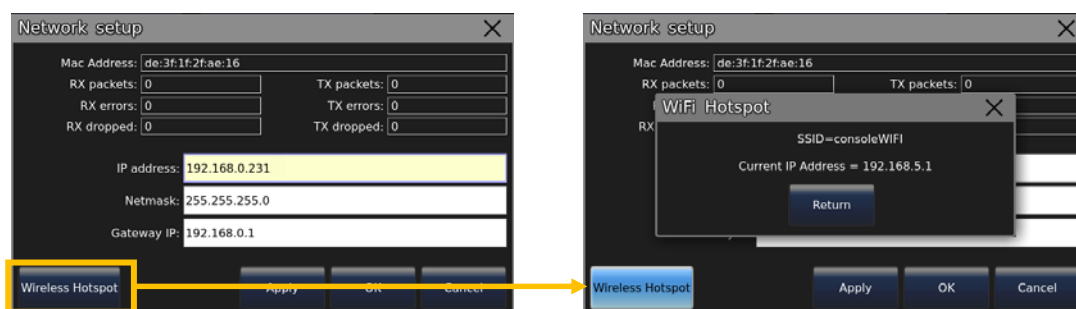 Network setup
Mac Address: de:3f:1f:2f:ae:16
RX packets: 0 TX packets: 0
RX errors: 0 TX errors: 0
RX dropped: 0 TX dropped: 0
IP address: 192.168.0.231
Netmask: 255.255.255.0
Gateway IP: 192.168.0.1
Wireless Hotspot Apply OK Cancel
Network setup
Mac Address: de:3f:1f:2f:ae:16
RX packets: 0 TX packets: 0
RX
WiFi Hotspot
SSID=consoleWIFI
Current IP Address = 192.168.5.1
Return
Wireless Hotspot Apply OK Cancel